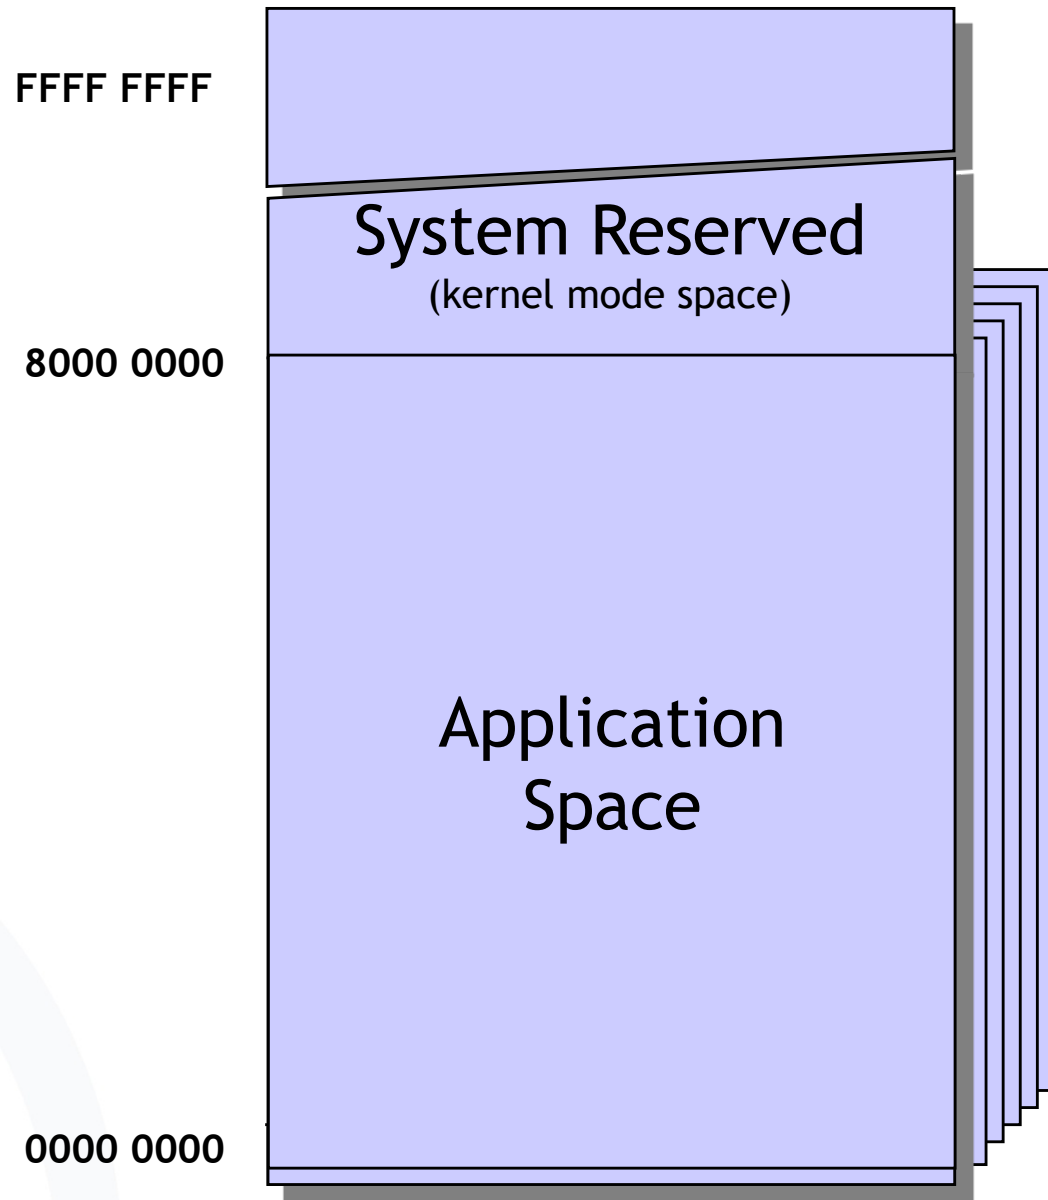 FFFF FFFF
System Reserved
(kernel mode space)
8000 0000
Application
Space
0000 0000